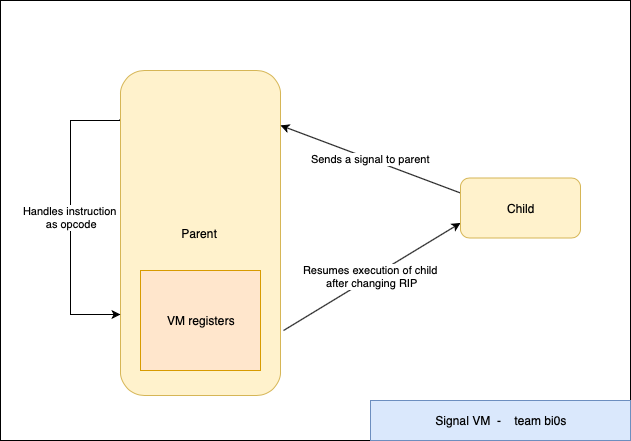 Sends a signal to parent
Child
Handles instruction
as opcode
Parent
Resumes execution of child
after changing RIP
VM registers
Signal VM - team bi0s